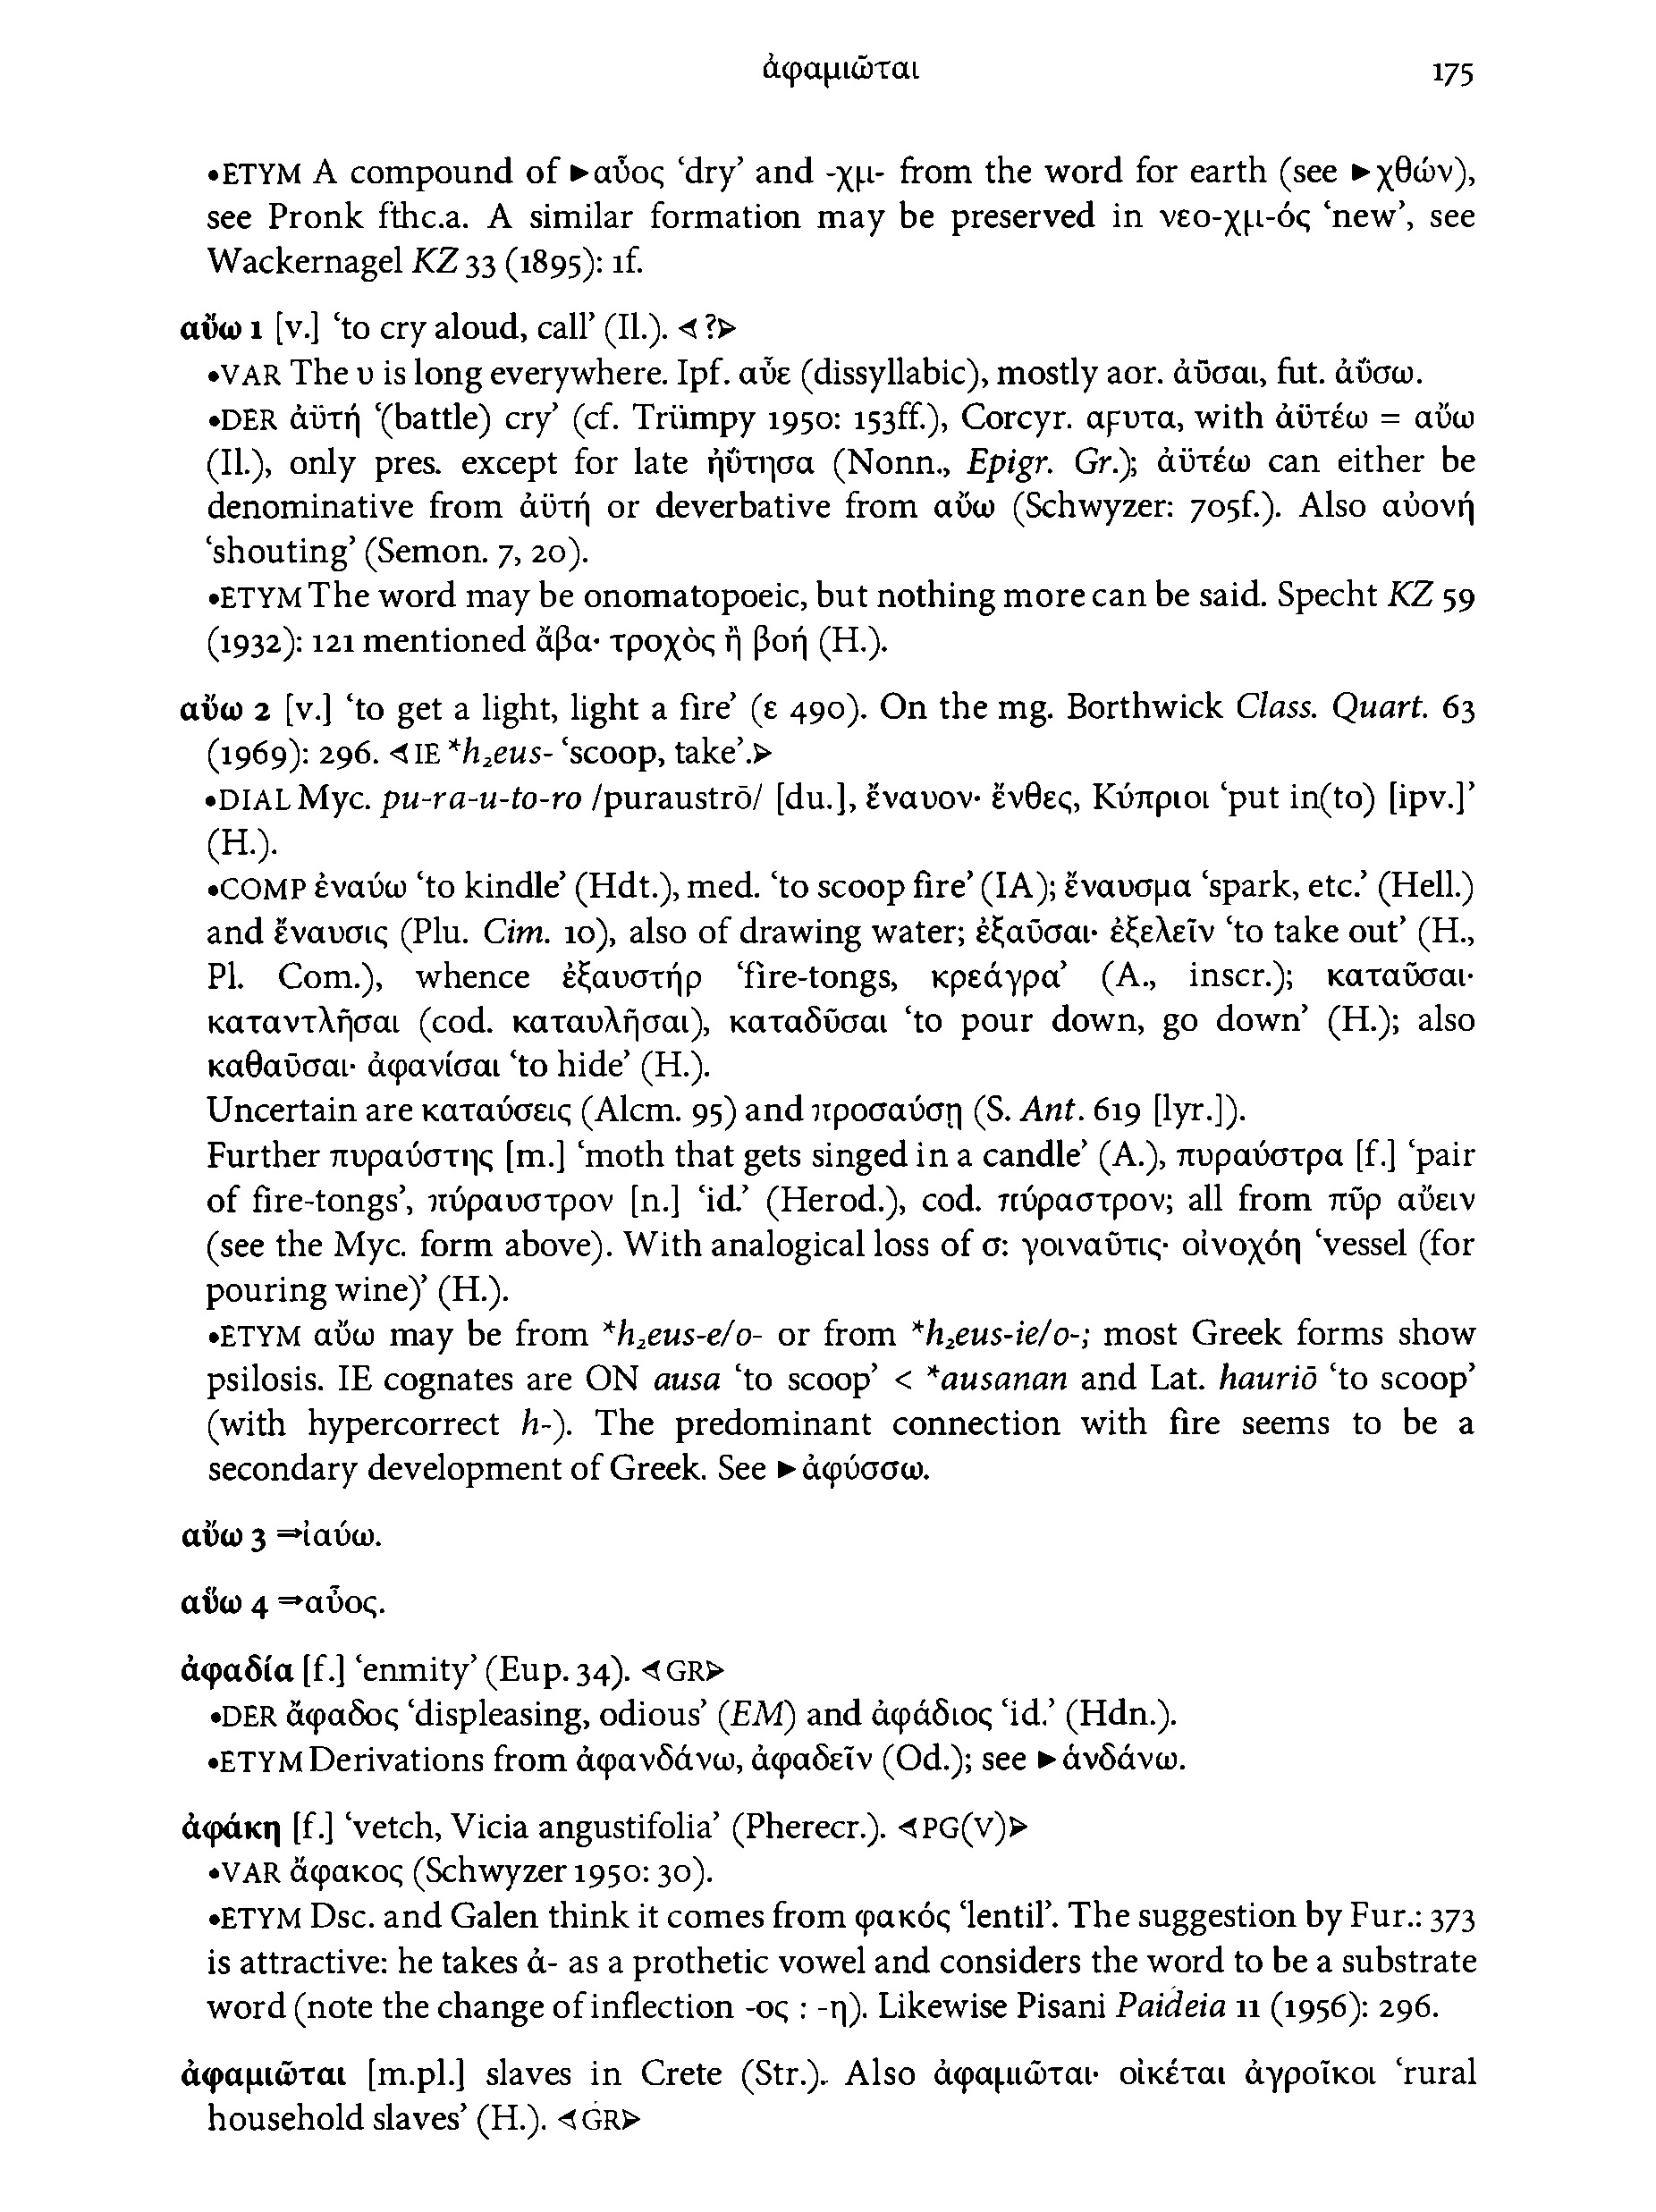 ἀφαμιῶται 175
•ETYM A compound of ►αὖος ‘dry’ and -χμ- from the word for earth (see ►χθών),
see Pronk fthc.a. A similar formation may be preserved in νεο-χμ-ός ‘new’, see
Wackernagel KZ 33 (1895): 1f.
αὔω 1 [v.] ‘to cry aloud, call’ (Il.). ⊲?⊳
•VAR The υ is long everywhere. Ipf. αὖε (dissyllabic), mostly aor. ἀῦσαι, fut. ἀΰσω.
•DER ἀϋτή ‘(battle) cry’ (cf. Trümpy 1950: 153ff.), Corcyr. αϝυτα, with ἀϋτέω = αὔω
(Il.), only pres. except for late ἠΰτησα (Nonn., Epigr. Gr.); ἀϋτέω can either be
denominative from ἀϋτή or deverbative from αὔω (Schwyzer: 705f.). Also αὐονή
‘shouting’ (Semon. 7, 20).
•ETYM The word may be onomatopoeic, but nothing more can be said. Specht KZ 59
(1932): 121 mentioned ἄβα· τροχὸς ἢ βοή (H.).
αὔω 2 [v.] ‘to get a light, light a fire’ (ε 490). On the mg. Borthwick Class. Quart. 63
(1969): 296. ⊲IE *h₂eus- ‘scoop, take’.⊳
•DIAL Myc. pu-ra-u-to-ro /puraustrō/ [du.], ἔναυον· ἔνθες, Κύπριοι ‘put in(to) [ipv.]’
(H.).
•COMP ἐναύω ‘to kindle’ (Hdt.), med. ‘to scoop fire’ (IA); ἔναυσμα ‘spark, etc.’ (Hell.)
and ἔναυσις (Plu. Cim. 10), also of drawing water; ἐξαῦσαι· ἐξελεῖν ‘to take out’ (H.,
Pl. Com.), whence ἐξαυστήρ ‘fire-tongs, κρεάγρα’ (A., inscr.); καταῦσαι·
καταντλῆσαι (cod. καταυλῆσαι), καταδῦσαι ‘to pour down, go down’ (H.); also
καθαῦσαι· ἀφανίσαι ‘to hide’ (H.).
Uncertain are καταύσεις (Alcm. 95) and προσαύσῃ (S. Ant. 619 [lyr.]).
Further πυραύστης [m.] ‘moth that gets singed in a candle’ (A.), πυραύστρα [f.] ‘pair
of fire-tongs’, πύραυστρον [n.] ‘id.’ (Herod.), cod. πύραστρον; all from πῦρ αὔειν
(see the Myc. form above). With analogical loss of σ: γοιναῦτις· οἰνοχόη ‘vessel (for
pouring wine)’ (H.).
•ETYM αὔω may be from *h₂eus-e/o- or from *h₂eus-ie/o-; most Greek forms show
psilosis. IE cognates are ON ausa ‘to scoop’ < *ausanan and Lat. hauriō ‘to scoop’
(with hypercorrect h-). The predominant connection with fire seems to be a
secondary development of Greek. See ►ἀφύσσω.
αὔω 3 ⇒ἰαύω.
αὕω 4 ⇒αὖος.
ἀφαδία [f.] ‘enmity’ (Eup. 34). ⊲GR⊳
•DER ἄφαδος ‘displeasing, odious’ (EM) and ἀφάδιος ‘id.’ (Hdn.).
•ETYM Derivations from ἀφανδάνω, ἀφαδεῖν (Od.); see ►ἁνδάνω.
ἀφάκη [f.] ‘vetch, Vicia angustifolia’ (Pherecr.). ⊲PG(V)⊳
•VAR ἄφακος (Schwyzer 1950: 30).
•ETYM Dsc. and Galen think it comes from φακός ‘lentil’. The suggestion by Fur.: 373
is attractive: he takes ἀ- as a prothetic vowel and considers the word to be a substrate
word (note the change of inflection -ος : -η). Likewise Pisani Paideia 11 (1956): 296.
ἀφαμιῶται [m.pl.] slaves in Crete (Str.). Also ἀφαμιῶται· οἰκέται ἀγροῖκοι ‘rural
household slaves’ (H.). ⊲GR⊳